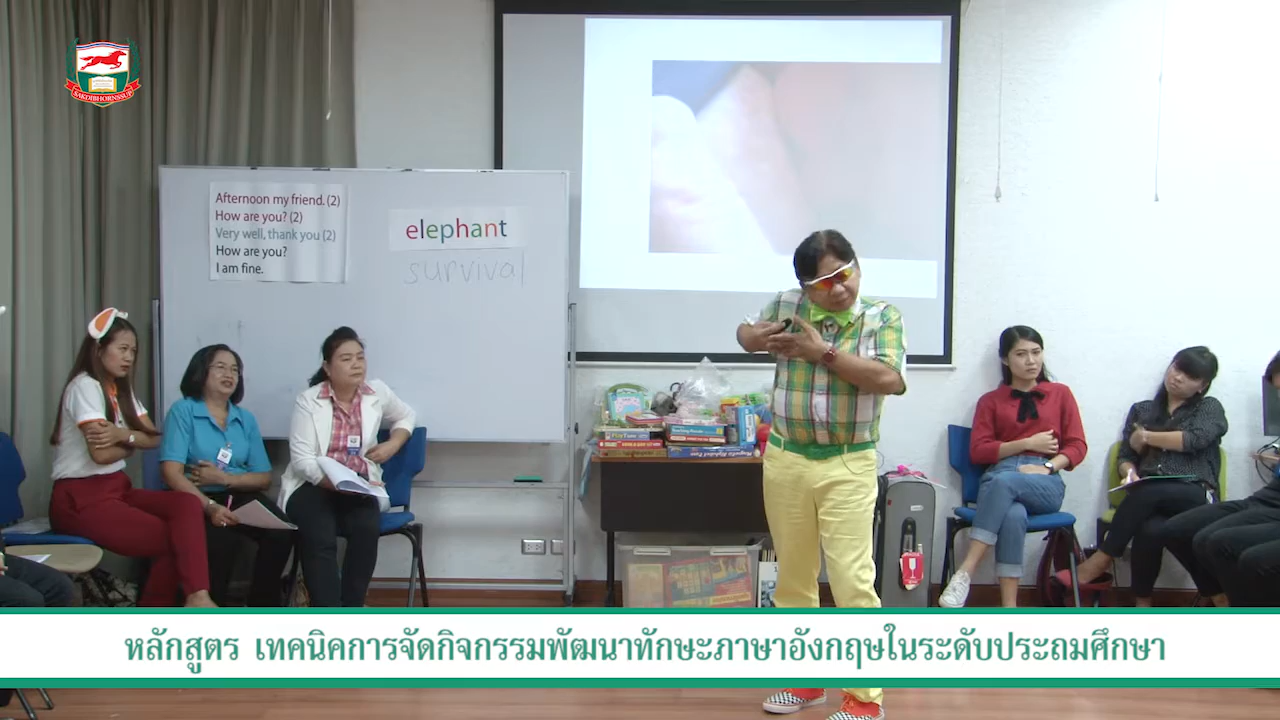 SAKDIBHORNSSUP
Afternoon my friend. (2)
How are you? (2)
Very well, thank you (2)
How are you?
I am fine.
elephant
survival
หลักสูตร เทคนิคการจัดกิจกรรมพัฒนาทักษะภาษาอังกฤษในระดับประถมศึกษา